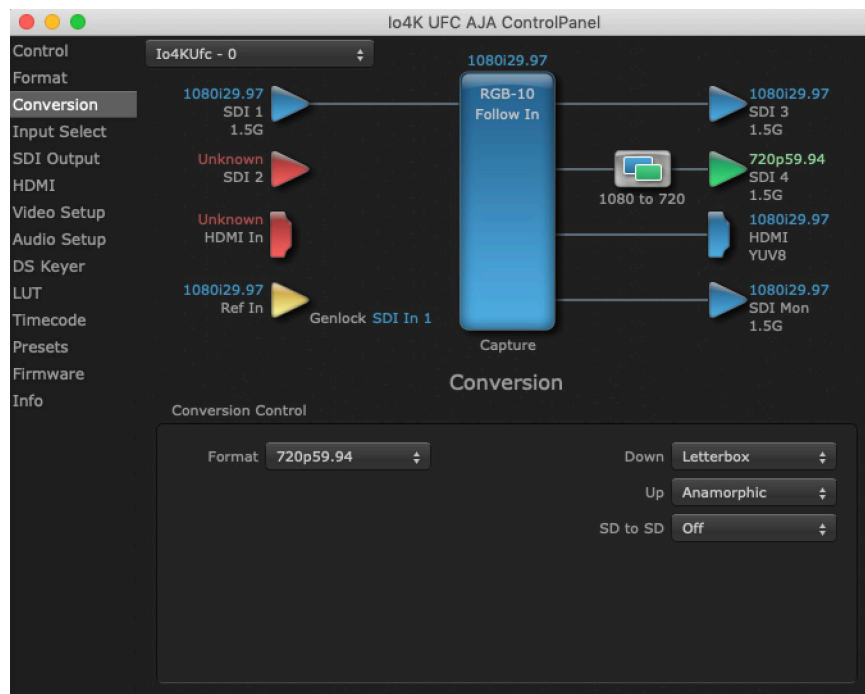 Io4K UFC AJA ControlPanel
Control
Format
Conversion
Input Select
SDI Output
HDMI
Video Setup
Audio Setup
DS Keyer
LUT
Timecode
Presets
Firmware
Info
Io4KUfc - 0
1080i29.97
SDI 1
1.5G
Unknown
SDI 2
Unknown
HDMI In
1080i29.97
Ref In
Genlock SDI In 1
1080i29.97
RGB-10
Follow In
Capture
1080 to 720
1080i29.97
SDI 3
1.5G
720p59.94
SDI 4
1.5G
1080i29.97
HDMI
YUV8
1080i29.97
SDI Mon
1.5G
Conversion
Conversion Control
Format 720p59.94
Down Letterbox
Up Anamorphic
SD to SD Off